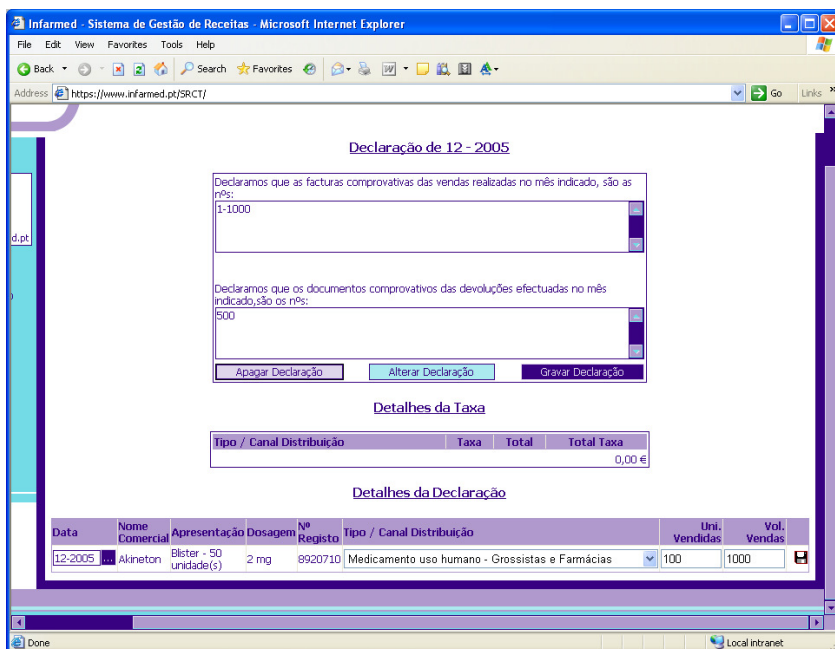 Infarmed - Sistema de Gestão de Receitas - Microsoft Internet Explorer
File Edit View Favorites Tools Help
Back Search Favorites
Address https://www.infarmed.pt/SRCT/ Go Links »
Declaração de 12 - 2005
Declaramos que as facturas comprovativas das vendas realizadas no mês indicado, são as
nºs:
1-1000
d.pt
Declaramos que os documentos comprovativos das devoluções efectuadas no mês
indicado,são os nºs:
500
Apagar Declaração Alterar Declaração Gravar Declaração
Detalhes da Taxa
Tipo / Canal Distribuição Taxa Total Total Taxa
0,00 €
Detalhes da Declaração
Data Nome Comercial Apresentação Dosagem Nº Registo Tipo / Canal Distribuição Uni. Vendidas Vol. Vendas
12-2005 ... Akineton Blister - 50 unidade(s) 2 mg 8920710 Medicamento uso humano - Grossistas e Farmácias 100 1000
Done Local intranet